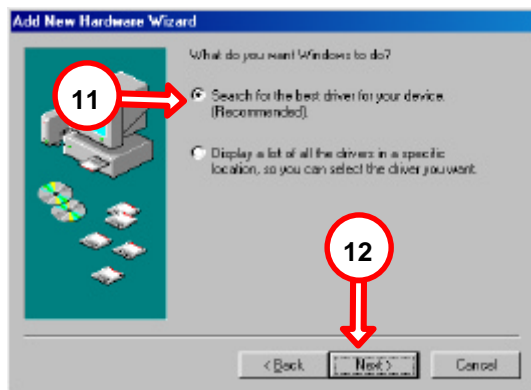 Add New Hardware Wizard
What do you want Windows to do?
11
Search for the best driver for your device.
(Recommended).
Display a list of all the drivers in a specific
location, so you can select the driver you want.
12
< Back
Next >
Cancel